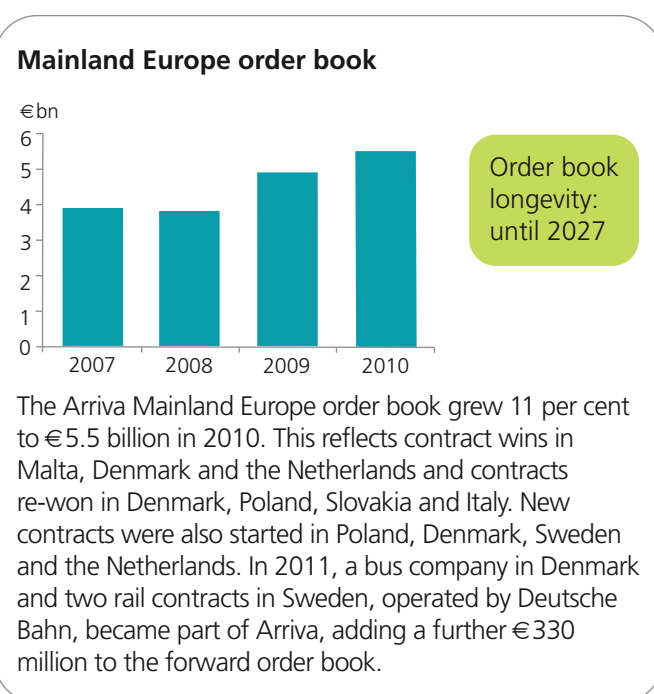 Mainland Europe order book
€bn
6
5
4
3
2
1
0
2007 2008 2009 2010
Order book
longevity:
until 2027
The Arriva Mainland Europe order book grew 11 per cent
to €5.5 billion in 2010. This reflects contract wins in
Malta, Denmark and the Netherlands and contracts
re-won in Denmark, Poland, Slovakia and Italy. New
contracts were also started in Poland, Denmark, Sweden
and the Netherlands. In 2011, a bus company in Denmark
and two rail contracts in Sweden, operated by Deutsche
Bahn, became part of Arriva, adding a further €330
million to the forward order book.